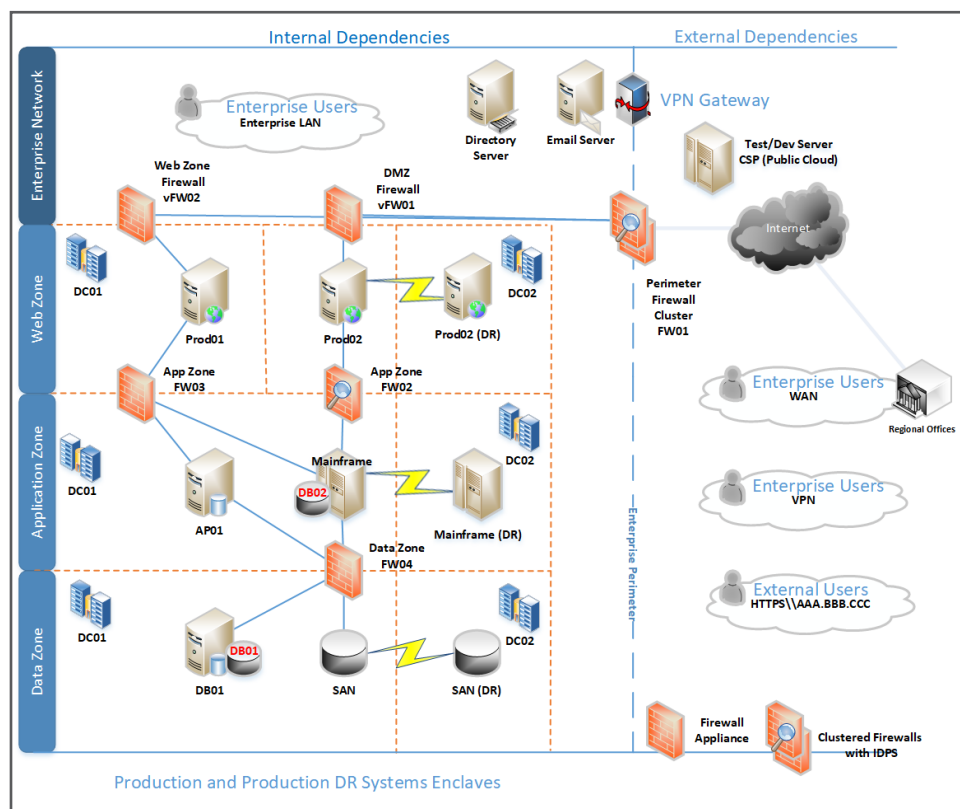 Internal Dependencies
External Dependencies
Enterprise Network
Enterprise Users
Enterprise LAN
Directory
Server
Email Server
VPN Gateway
Test/Dev Server
CSP (Public Cloud)
Web Zone
Firewall
vFW02
DMZ
Firewall
vFW01
Internet
Perimeter
Firewall
Cluster
FW01
Web Zone
DC01
Prod01
Prod02
Prod02 (DR)
DC02
App Zone
FW03
App Zone
FW02
Enterprise Users
WAN
Regional Offices
Application Zone
DC01
AP01
Mainframe
DB02
Mainframe (DR)
DC02
Enterprise Users
VPN
Data Zone
FW04
Enterprise Perimeter
External Users
HTTPS\\AAA.BBB.CCC
Data Zone
DC01
DB01
DB01
SAN
SAN (DR)
DC02
Firewall
Appliance
Clustered Firewalls
with IDPS
Production and Production DR Systems Enclaves